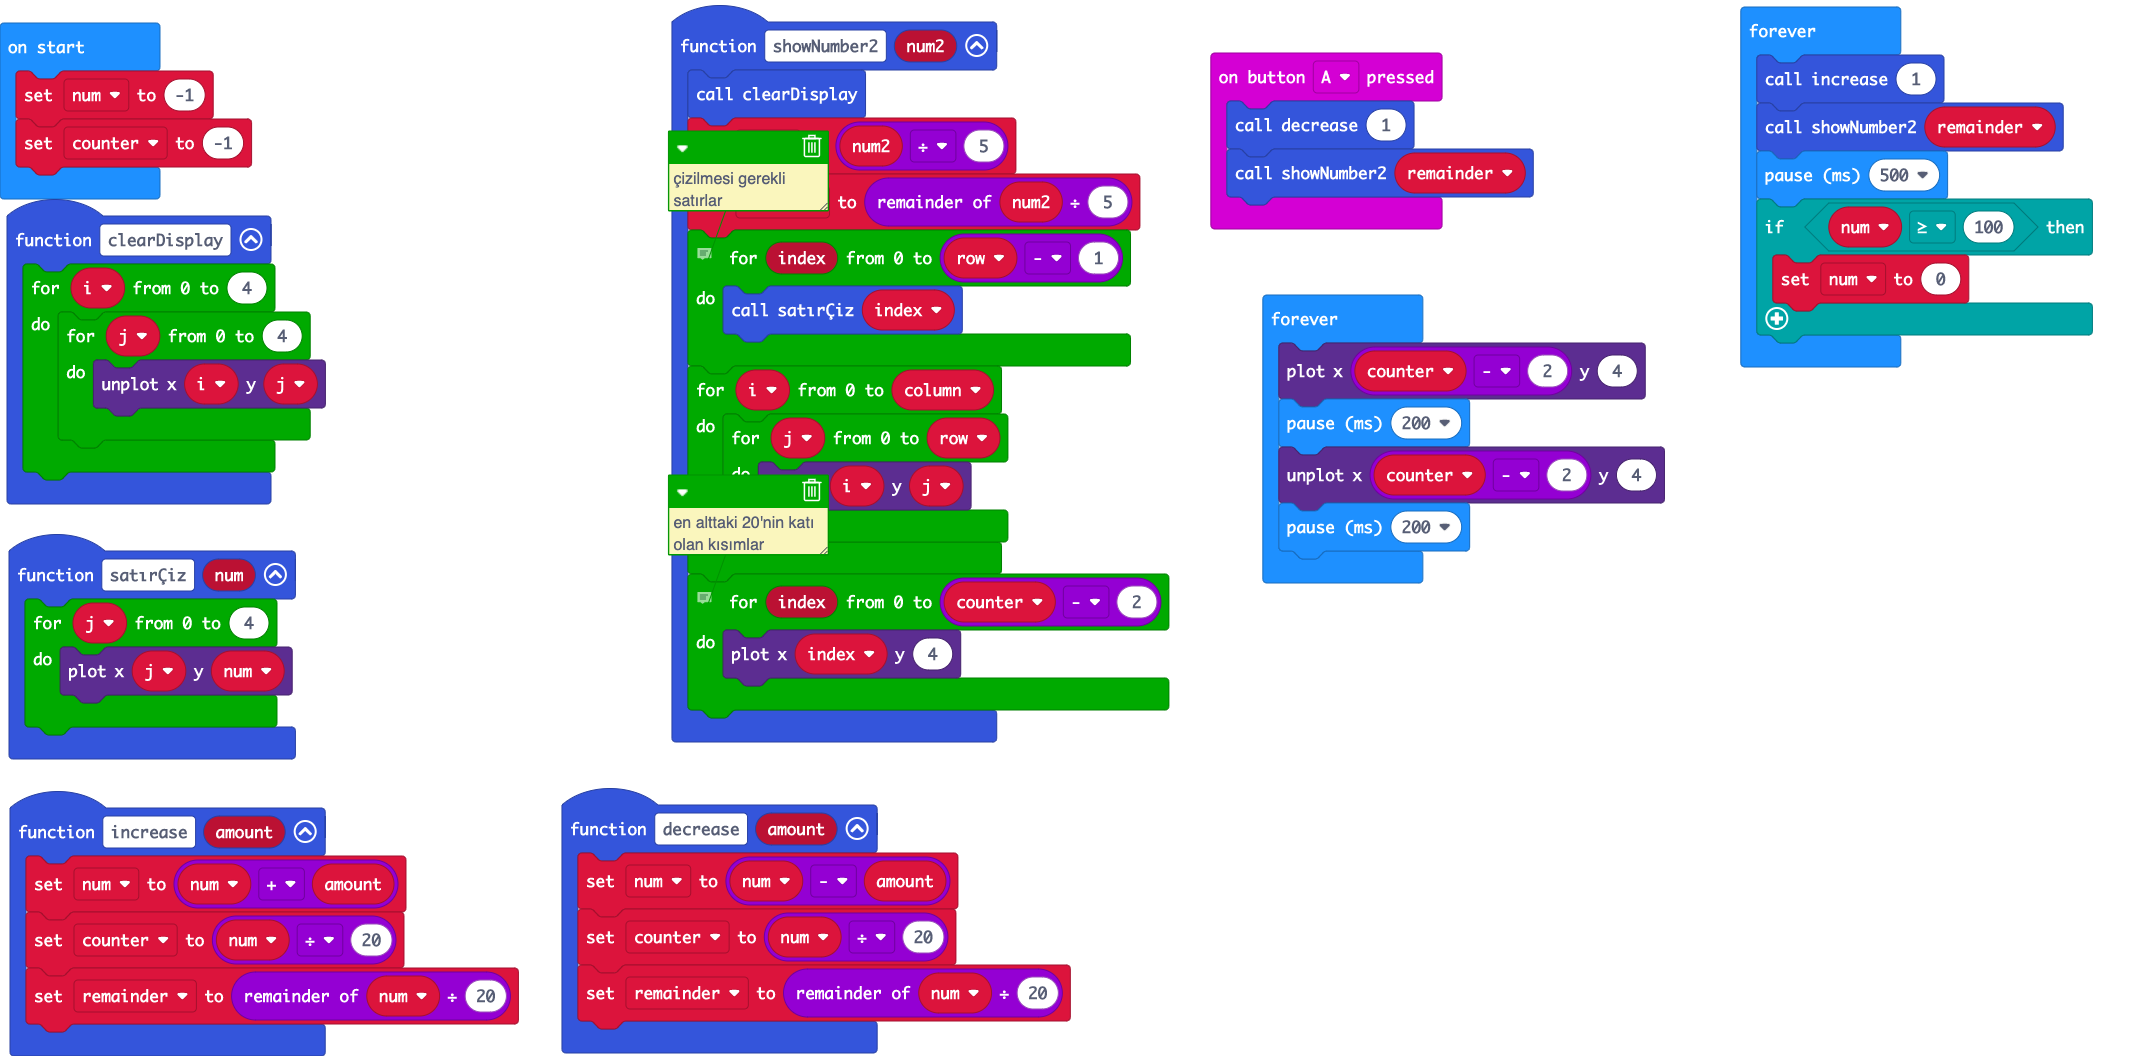 on start
set num to -1
set counter to -1
function clearDisplay
for i from 0 to 4
do
for j from 0 to 4
do
unplot x i y j
function satırÇiz num
for j from 0 to 4
do
plot x j y num
function increase amount
set num to num + amount
set counter to num ÷ 20
set remainder to remainder of num ÷ 20
function decrease amount
set num to num - amount
set counter to num ÷ 20
set remainder to remainder of num ÷ 20
function showNumber2 num2
call clearDisplay
num2 ÷ 5
çizilmesi gerekli
satırlar
to remainder of num2 ÷ 5
for index from 0 to row - 1
do
call satırÇiz index
for i from 0 to column
do
for j from 0 to row
do
i y j
en alttaki 20'nin katı
olan kısımlar
for index from 0 to counter - 2
do
plot x index y 4
on button A pressed
call decrease 1
call showNumber2 remainder
forever
plot x counter - 2 y 4
pause (ms) 200
unplot x counter - 2 y 4
pause (ms) 200
forever
call increase 1
call showNumber2 remainder
pause (ms) 500
if num ≥ 100 then
set num to 0